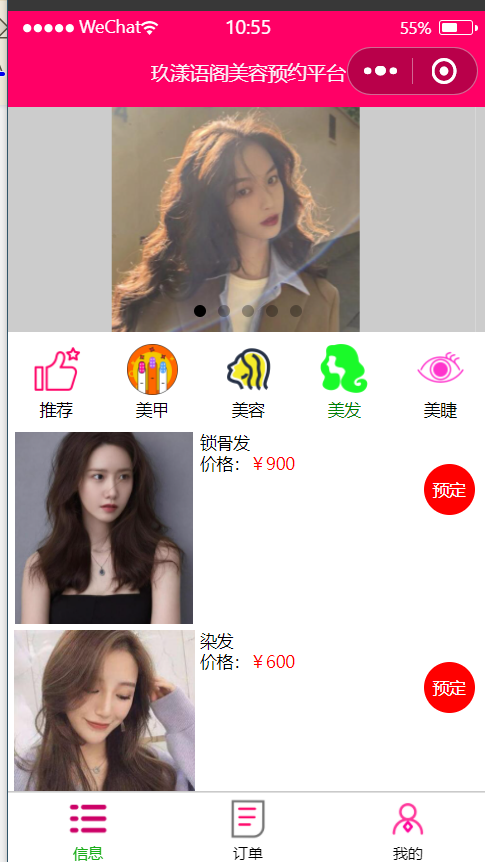 WeChat 10:55 55%
玖漾语阁美容预约平台
推荐 美甲 美容 美发 美睫
锁骨发
价格：￥900
预定
染发
价格：￥600
预定
信息 订单 我的